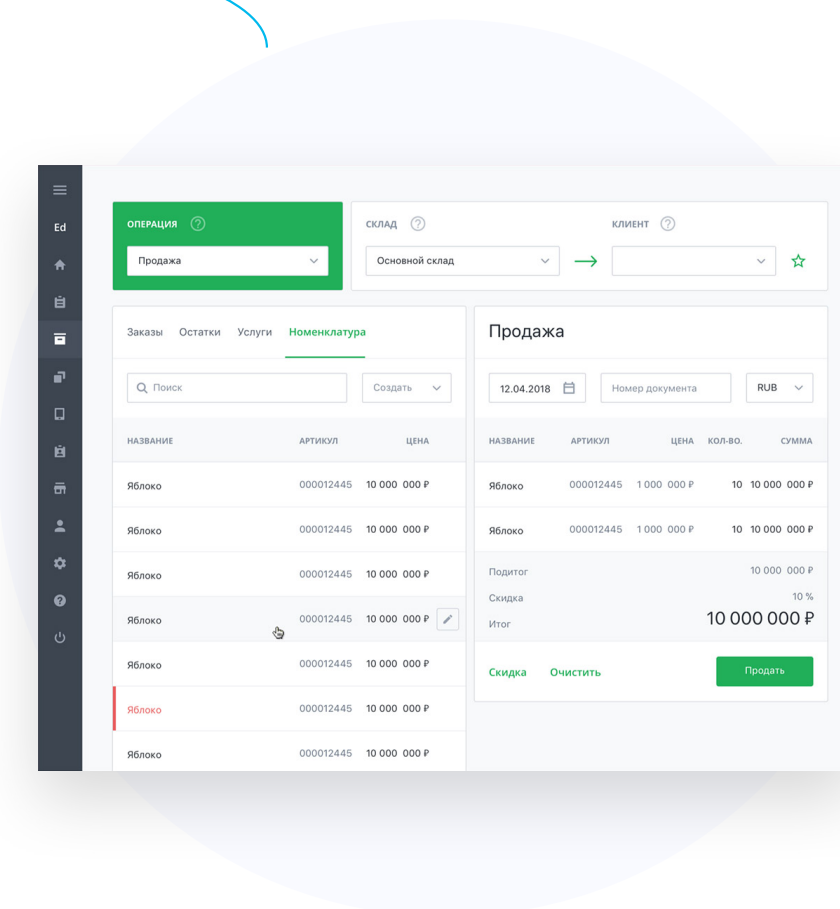 Ed
ОПЕРАЦИЯ ?
Продажа
СКЛАД ?
Основной склад
КЛИЕНТ ?
Заказы Остатки Услуги Номенклатура
Поиск
Создать
НАЗВАНИЕ АРТИКУЛ ЦЕНА
Яблоко 000012445 10 000 000 ₽
Яблоко 000012445 10 000 000 ₽
Яблоко 000012445 10 000 000 ₽
Яблоко 000012445 10 000 000 ₽
Яблоко 000012445 10 000 000 ₽
Яблоко 000012445 10 000 000 ₽
Яблоко 000012445 10 000 000 ₽
Продажа
12.04.2018 Номер документа RUB
НАЗВАНИЕ АРТИКУЛ ЦЕНА КОЛ-ВО. СУММА
Яблоко 000012445 1 000 000 ₽ 10 10 000 000 ₽
Яблоко 000012445 1 000 000 ₽ 10 10 000 000 ₽
Подитог 10 000 000 ₽
Скидка 10 %
Итог 10 000 000 ₽
Скидка Очистить Продать